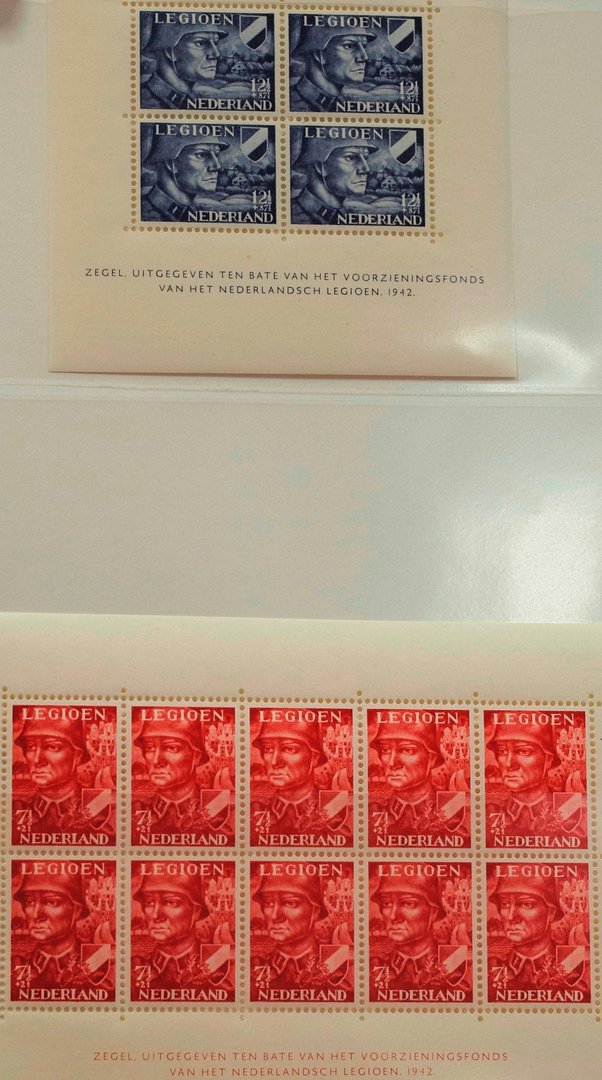 LEGIOEN LEGIOEN
12½ 12½
+87½ +87½
NEDERLAND NEDERLAND
LEGIOEN LEGIOEN
12½ 12½
+87½ +87½
NEDERLAND NEDERLAND
ZEGEL, UITGEGEVEN TEN BATE VAN HET VOORZIENINGSFONDS
VAN HET NEDERLANDSCH LEGIOEN. 1942.
LEGIOEN LEGIOEN LEGIOEN LEGIOEN LEGIOEN
7½ 7½ 7½ 7½ 7½
+2½ +2½ +2½ +2½ +2½
NEDERLAND NEDERLAND NEDERLAND NEDERLAND NEDERLAND
LEGIOEN LEGIOEN LEGIOEN LEGIOEN LEGIOEN
7½ 7½ 7½ 7½ 7½
+2½ +2½ +2½ +2½ +2½
NEDERLAND NEDERLAND NEDERLAND NEDERLAND NEDERLAND
ZEGEL, UITGEGEVEN TEN BATE VAN HET VOORZIENINGSFONDS
VAN HET NEDERLANDSCH LEGIOEN. 1942.